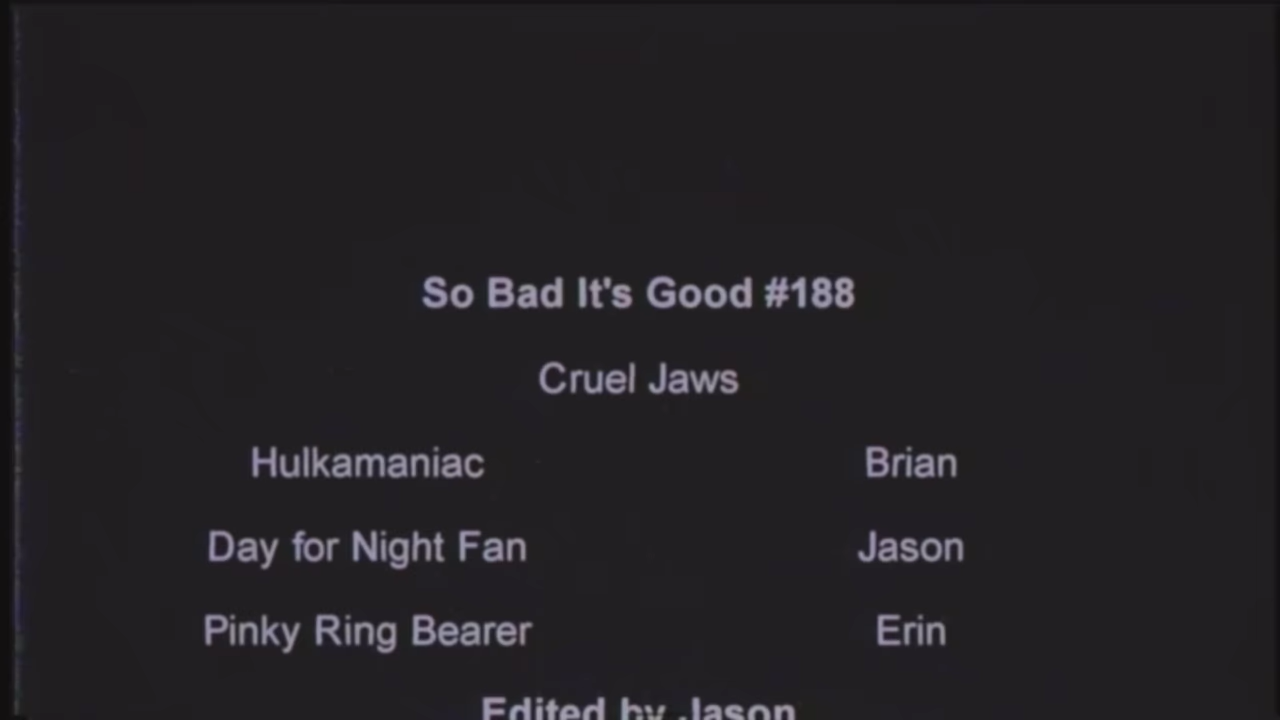 So Bad It's Good #188
Cruel Jaws
Hulkamaniac Brian
Day for Night Fan Jason
Pinky Ring Bearer Erin
Edited by Jason